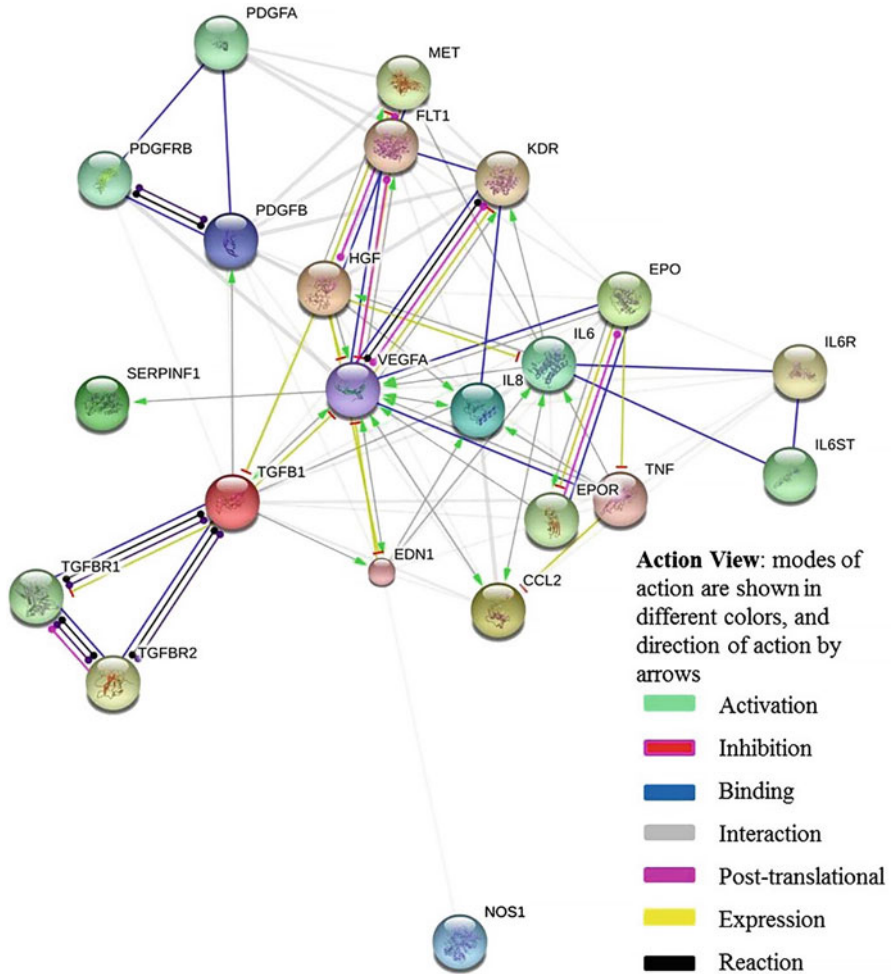 PDGFA
MET
FLT1
PDGFRB
KDR
PDGFB
HGF
EPO
IL6
IL6R
VEGFA
SERPINF1
IL8
TGFB1
EPOR
TNF
IL6ST
EDN1
CCL2
TGFBR1
TGFBR2
NOS1
Action View: modes of
action are shown in
different colors, and
direction of action by
arrows
Activation
Inhibition
Binding
Interaction
Post-translational
Expression
Reaction